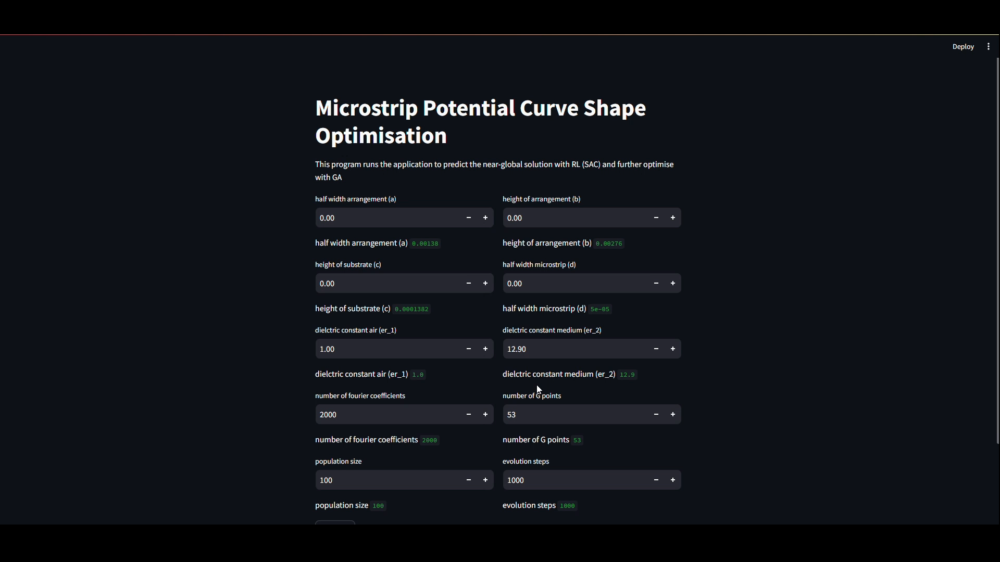 Deploy
Microstrip Potential Curve Shape
Optimisation
This program runs the application to predict the near-global solution with RL (SAC) and further optimise
with GA
half width arrangement (a)
height of arrangement (b)
0.00
0.00
half width arrangement (a) 0.00138
height of arrangement (b) 0.00276
height of substrate (c)
half width microstrip (d)
0.00
0.00
height of substrate (c) 0.0001382
half width microstrip (d) 5e-05
dielctric constant air (er_1)
dielctric constant medium (er_2)
1.00
12.90
dielctric constant air (er_1) 1.0
dielctric constant medium (er_2) 12.9
number of fourier coefficients
number of G points
2000
53
number of fourier coefficients 2000
number of G points 53
population size
evolution steps
100
1000
population size 100
evolution steps 1000